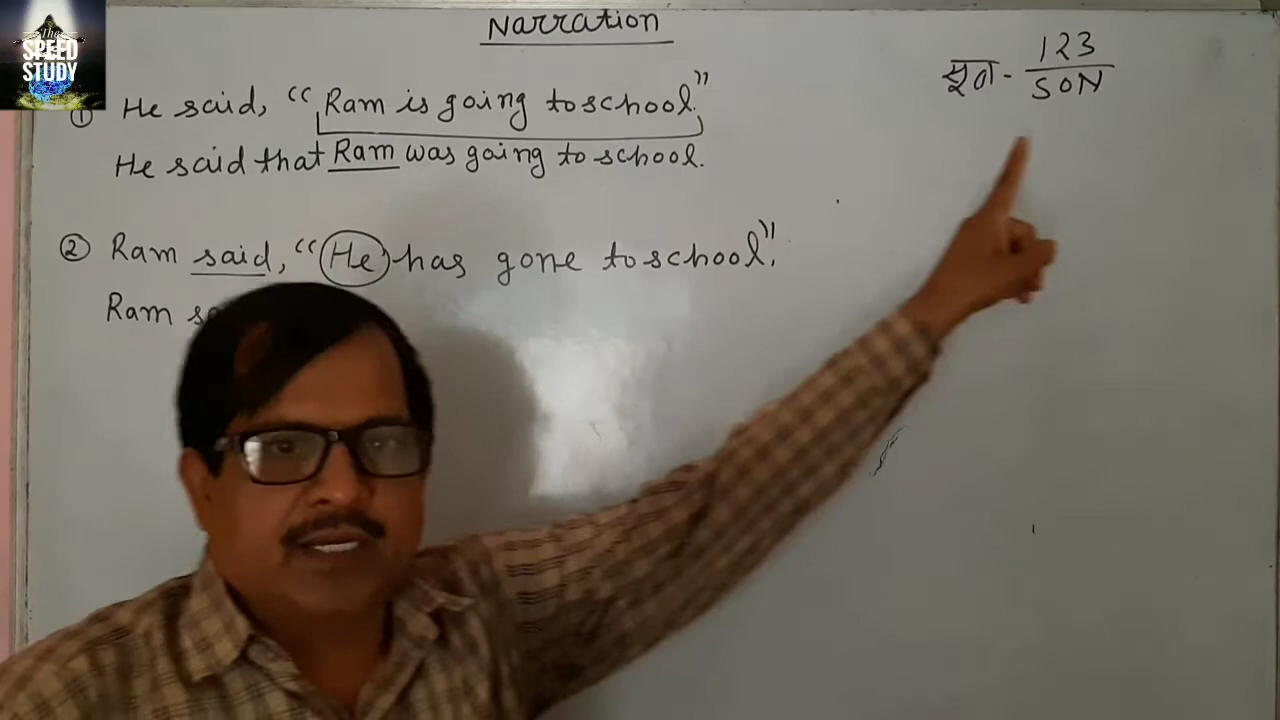 The
SPEED
STUDY
Narration
सूत्र - 123
SON
① He said, “Ram is going to school.”
He said that Ram was going to school.
② Ram said, “He has gone to school.”
Ram